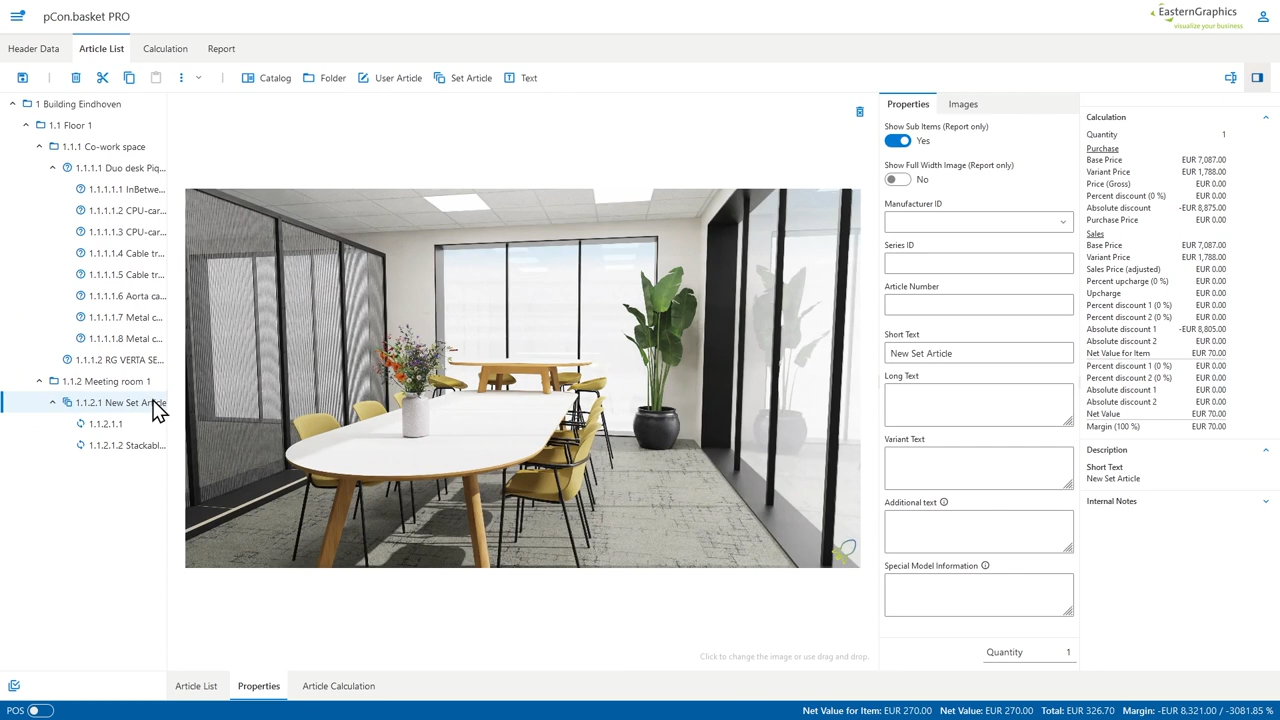 pCon.basket PRO
EasternGraphics
visualize your business
Header Data
Article List
Calculation
Report
Catalog
Folder
User Article
Set Article
Text
1 Building Eindhoven
1.1 Floor 1
1.1.1 Co-work space
1.1.1.1 Duo desk Piq...
1.1.1.1.1 InBetwe...
1.1.1.1.2 CPU-car...
1.1.1.1.3 CPU-car...
1.1.1.1.4 Cable tr...
1.1.1.1.5 Cable tr...
1.1.1.1.6 Aorta ca...
1.1.1.1.7 Metal c...
1.1.1.1.8 Metal c...
1.1.1.2 RG VERTA SE...
1.1.2 Meeting room 1
1.1.2.1 New Set Article
1.1.2.1.1
1.1.2.1.2 Stackabl...
Click to change the image or use drag and drop.
Properties
Images
Show Sub Items (Report only)
Yes
Show Full Width Image (Report only)
No
Manufacturer ID
Series ID
Article Number
Short Text
New Set Article
Long Text
Variant Text
Additional text
Special Model Information
Quantity 1
Calculation
Quantity 1
Purchase
Base Price EUR 7,087.00
Variant Price EUR 1,788.00
Price (Gross) EUR 0.00
Percent discount (0 %) EUR 0.00
Absolute discount -EUR 8,875.00
Purchase Price EUR 0.00
Sales
Base Price EUR 7,087.00
Variant Price EUR 1,788.00
Sales Price (adjusted) EUR 0.00
Percent upcharge (0 %) EUR 0.00
Upcharge EUR 0.00
Percent discount 1 (0 %) EUR 0.00
Percent discount 2 (0 %) EUR 0.00
Absolute discount 1 -EUR 8,805.00
Absolute discount 2 EUR 0.00
Net Value for Item EUR 70.00
Percent discount 1 (0 %) EUR 0.00
Percent discount 2 (0 %) EUR 0.00
Absolute discount 1 EUR 0.00
Absolute discount 2 EUR 0.00
Net Value EUR 70.00
Margin (100 %) EUR 70.00
Description
Short Text
New Set Article
Internal Notes
Article List
Properties
Article Calculation
POS
Net Value for Item: EUR 270.00 Net Value: EUR 270.00 Total: EUR 326.70 Margin: -EUR 8,321.00 / -3081.85 %